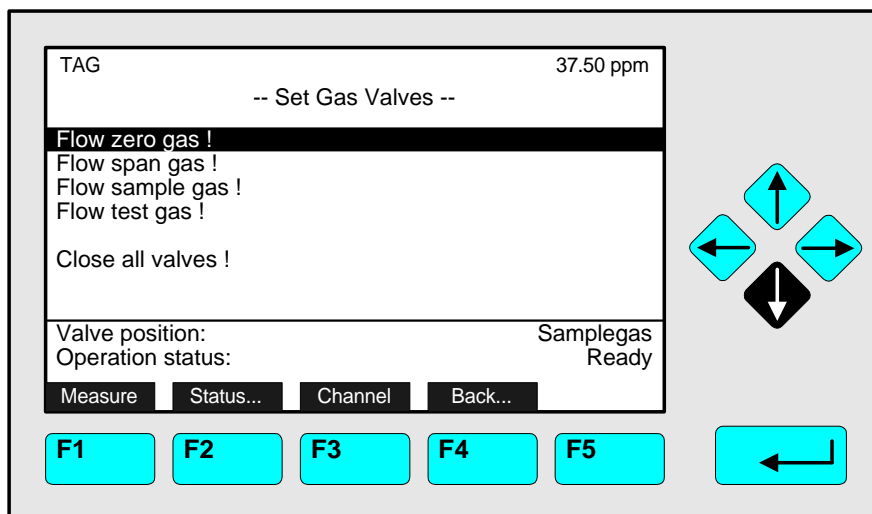 TAG 37.50 ppm
-- Set Gas Valves --
Flow zero gas !
Flow span gas !
Flow sample gas !
Flow test gas !
Close all valves !
Valve position: Samplegas
Operation status: Ready
Measure Status... Channel Back...
F1 F2 F3 F4 F5